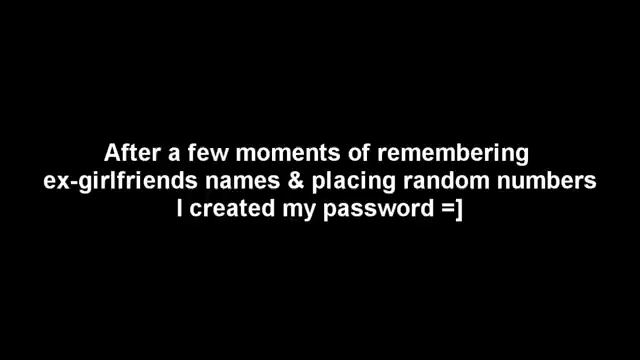 After a few moments of remembering
ex-girlfriends names & placing random numbers
I created my password =]